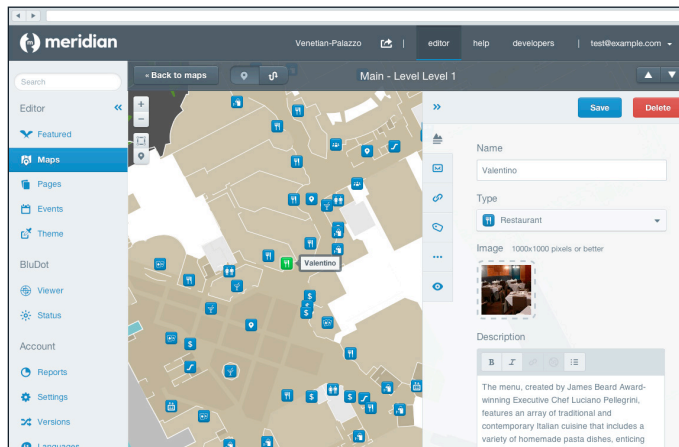 meridian
Venetian-Palazzo
editor
help
developers
test@example.com
Search
« Back to maps
Main - Level Level 1
Editor
Featured
Maps
Pages
Events
Theme
BluDot
Viewer
Status
Account
Reports
Settings
Versions
Languages
Valentino
Save
Delete
Name
Valentino
Type
Restaurant
Image 1000x1000 pixels or better
Description
B I
The menu, created by James Beard Award-
winning Executive Chef Luciano Pellegrini,
features an array of traditional and
contemporary Italian cuisine that includes a
variety of homemade pasta dishes, enticing